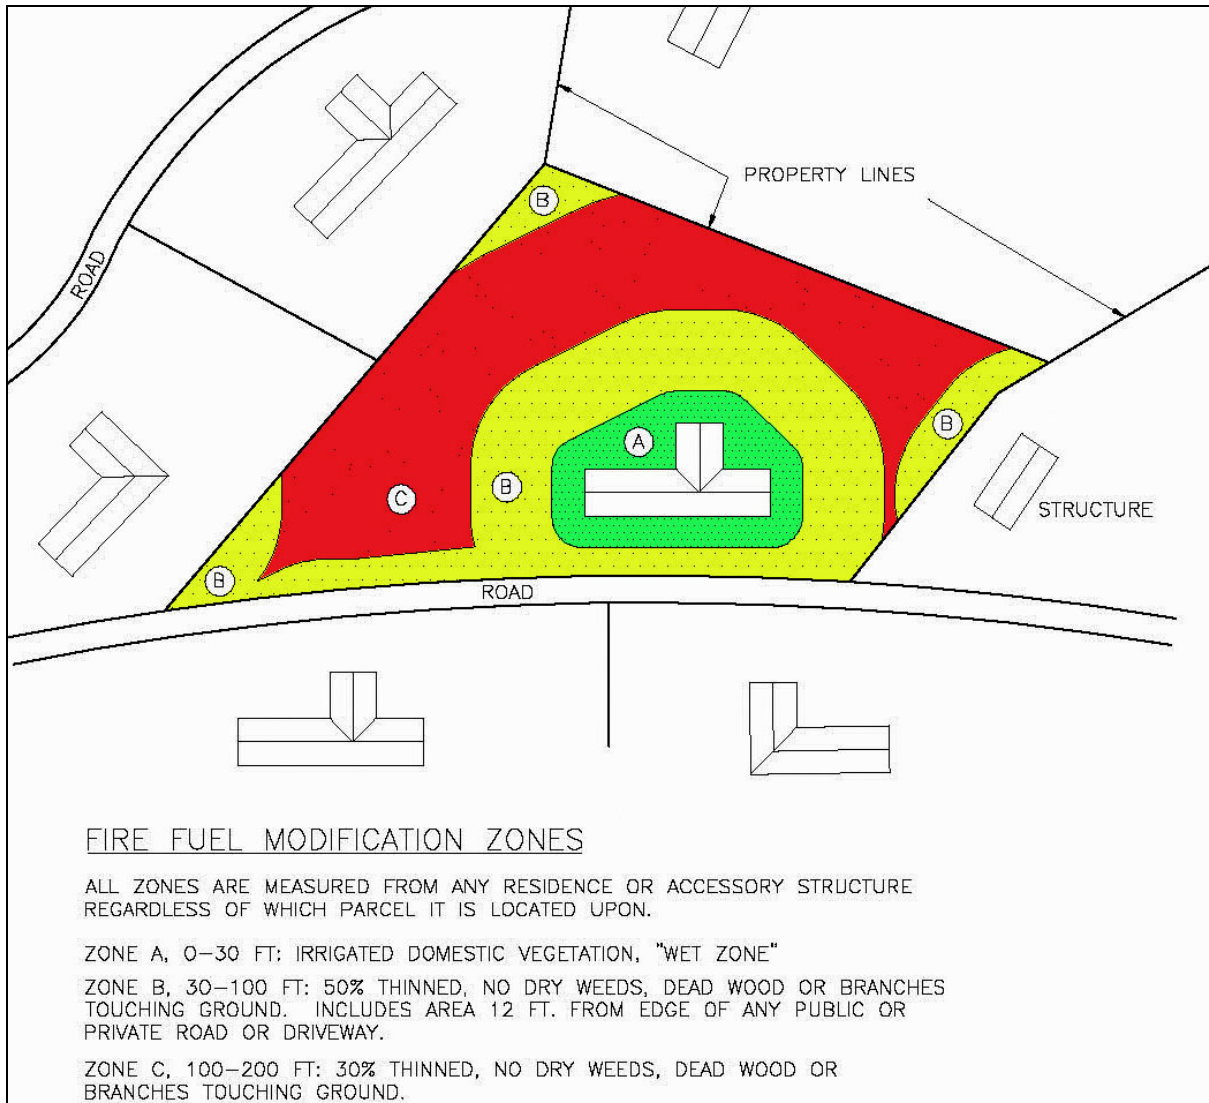 PROPERTY LINES
B
ROAD
B
A
B
C
STRUCTURE
B
ROAD
FIRE FUEL MODIFICATION ZONES
ALL ZONES ARE MEASURED FROM ANY RESIDENCE OR ACCESSORY STRUCTURE
REGARDLESS OF WHICH PARCEL IT IS LOCATED UPON.
ZONE A, 0-30 FT: IRRIGATED DOMESTIC VEGETATION, "WET ZONE"
ZONE B, 30-100 FT: 50% THINNED, NO DRY WEEDS, DEAD WOOD OR BRANCHES
TOUCHING GROUND. INCLUDES AREA 12 FT. FROM EDGE OF ANY PUBLIC OR
PRIVATE ROAD OR DRIVEWAY.
ZONE C, 100-200 FT: 30% THINNED, NO DRY WEEDS, DEAD WOOD OR
BRANCHES TOUCHING GROUND.